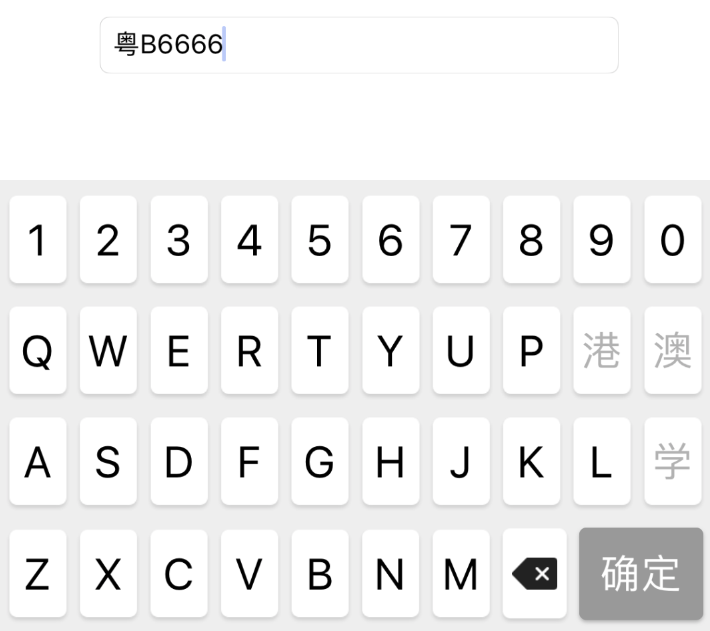 粤B6666
1 2 3 4 5 6 7 8 9 0
Q W E R T Y U P 港 澳
A S D F G H J K L 学
Z X C V B N M 确定